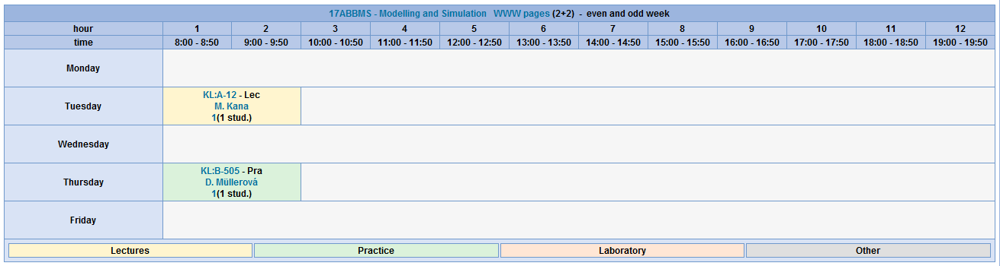 17ABBMS - Modelling and Simulation WWW pages (2+2) - even and odd week
hour 1 2 3 4 5 6 7 8 9 10 11 12
time 8:00 - 8:50 9:00 - 9:50 10:00 - 10:50 11:00 - 11:50 12:00 - 12:50 13:00 - 13:50 14:00 - 14:50 15:00 - 15:50 16:00 - 16:50 17:00 - 17:50 18:00 - 18:50 19:00 - 19:50
Monday
Tuesday
KL:A-12 - Lec
M. Kana
1(1 stud.)
Wednesday
Thursday
KL:B-505 - Pra
D. Müllerová
1(1 stud.)
Friday
Lectures Practice Laboratory Other